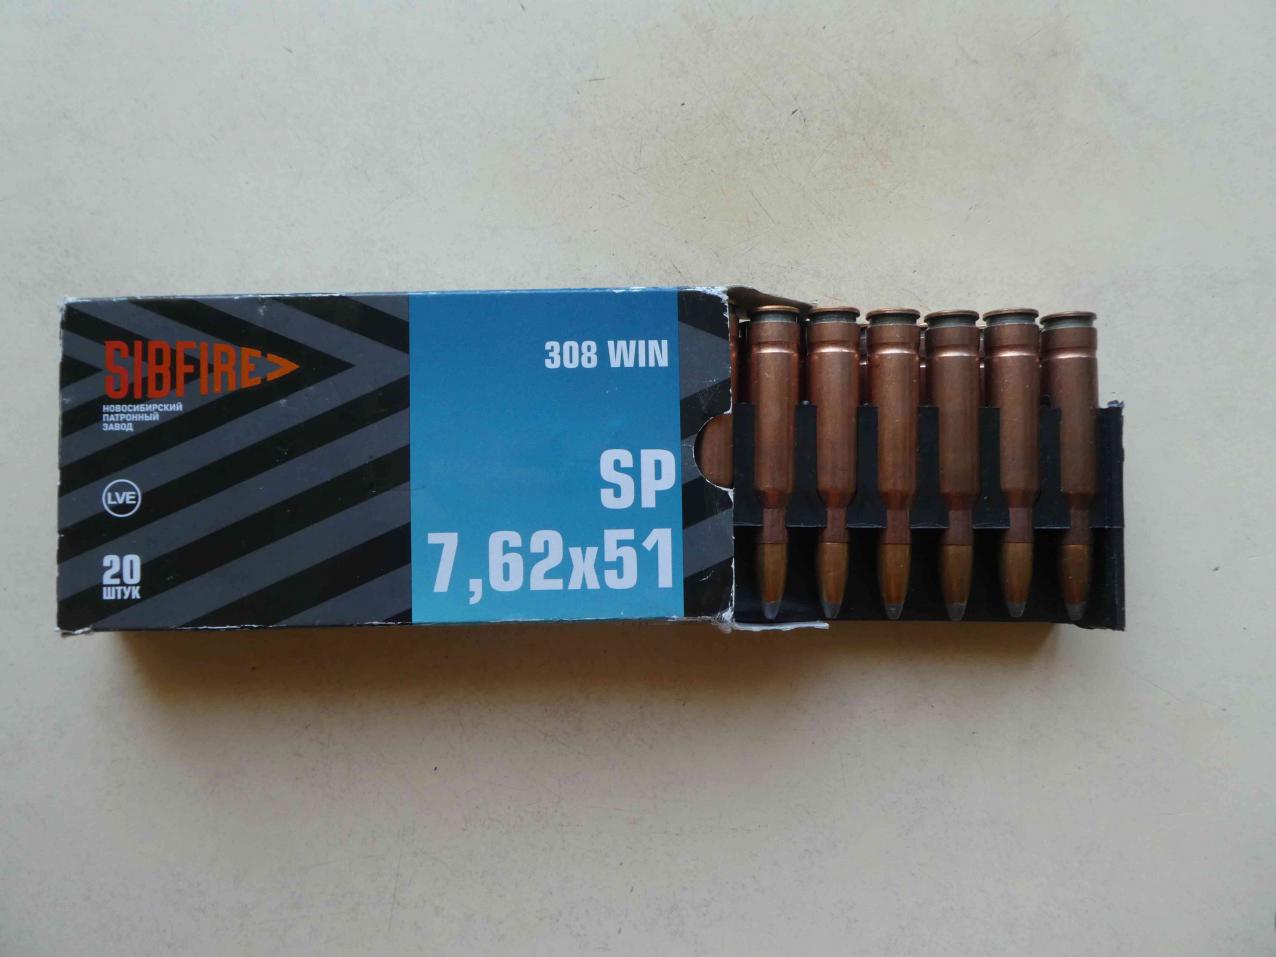 SIBFIRE>
НОВОСИБИРСКИЙ
ПАТРОННЫЙ
ЗАВОД
LVE
20
ШТУК
308 WIN
SP
7,62x51